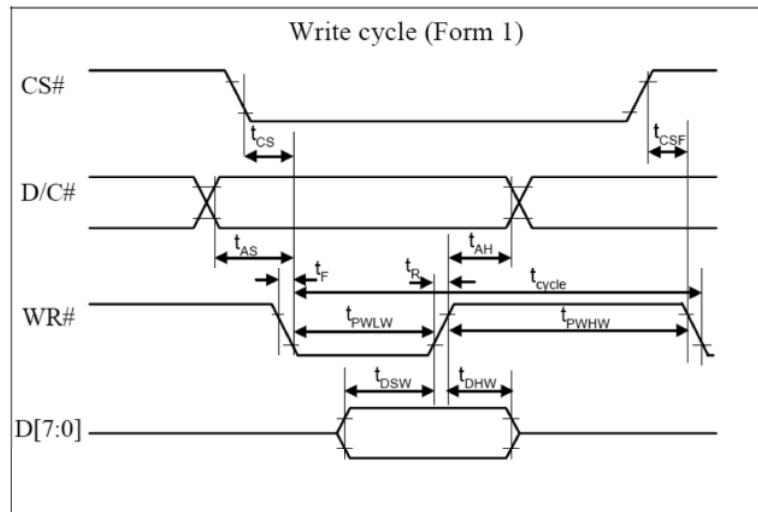 Write cycle (Form 1)
CS#
tCS
tCSF
D/C#
tAS
tAH
tF
tR
tcycle
WR#
tPWLW
tPWHW
tDSW
tDHW
D[7:0]